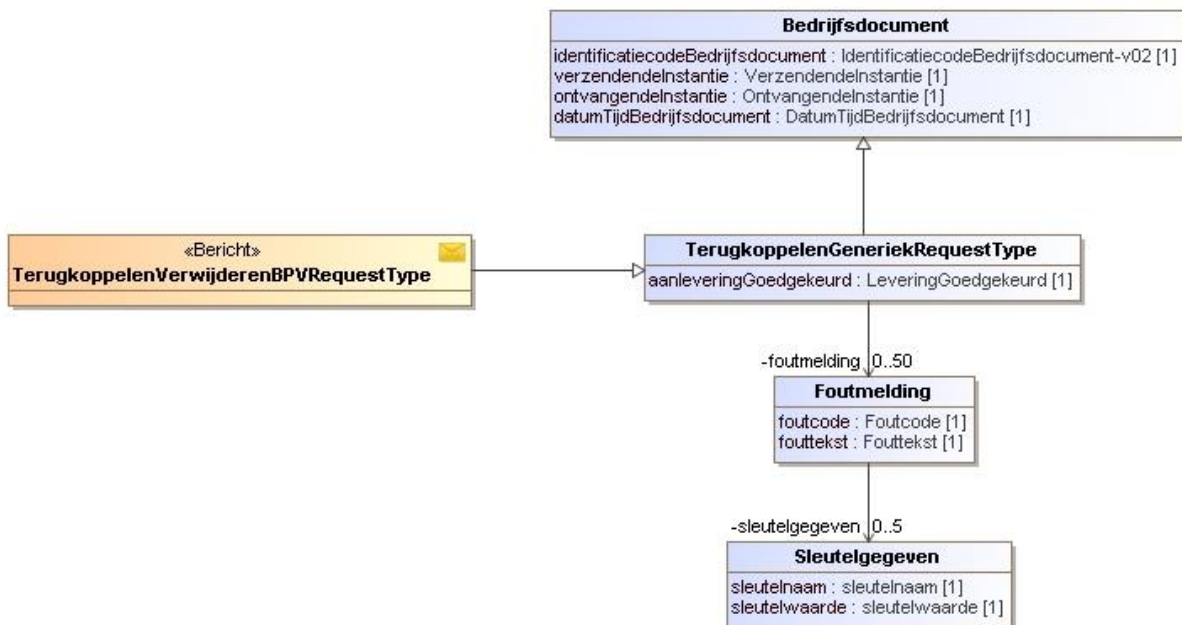 Bedrijfsdocument
identificatiecodeBedrijfsdocument : IdentificatiecodeBedrijfsdocument-v02 [1]
verzendendeInstantie : VerzendendeInstantie [1]
ontvangendeInstantie : OntvangendeInstantie [1]
datumTijdBedrijfsdocument : DatumTijdBedrijfsdocument [1]
«Bericht»
TerugkoppelenVerwijderenBPVRequestType
TerugkoppelenGeneriekRequestType
aanleveringGoedgekeurd : LeveringGoedgekeurd [1]
-foutmelding 0..50
Foutmelding
foutcode : Foutcode [1]
fouttekst : Fouttekst [1]
-sleutelgegeven 0..5
Sleutelgegeven
sleutelnaam : sleutelnaam [1]
sleutelwaarde : sleutelwaarde [1]